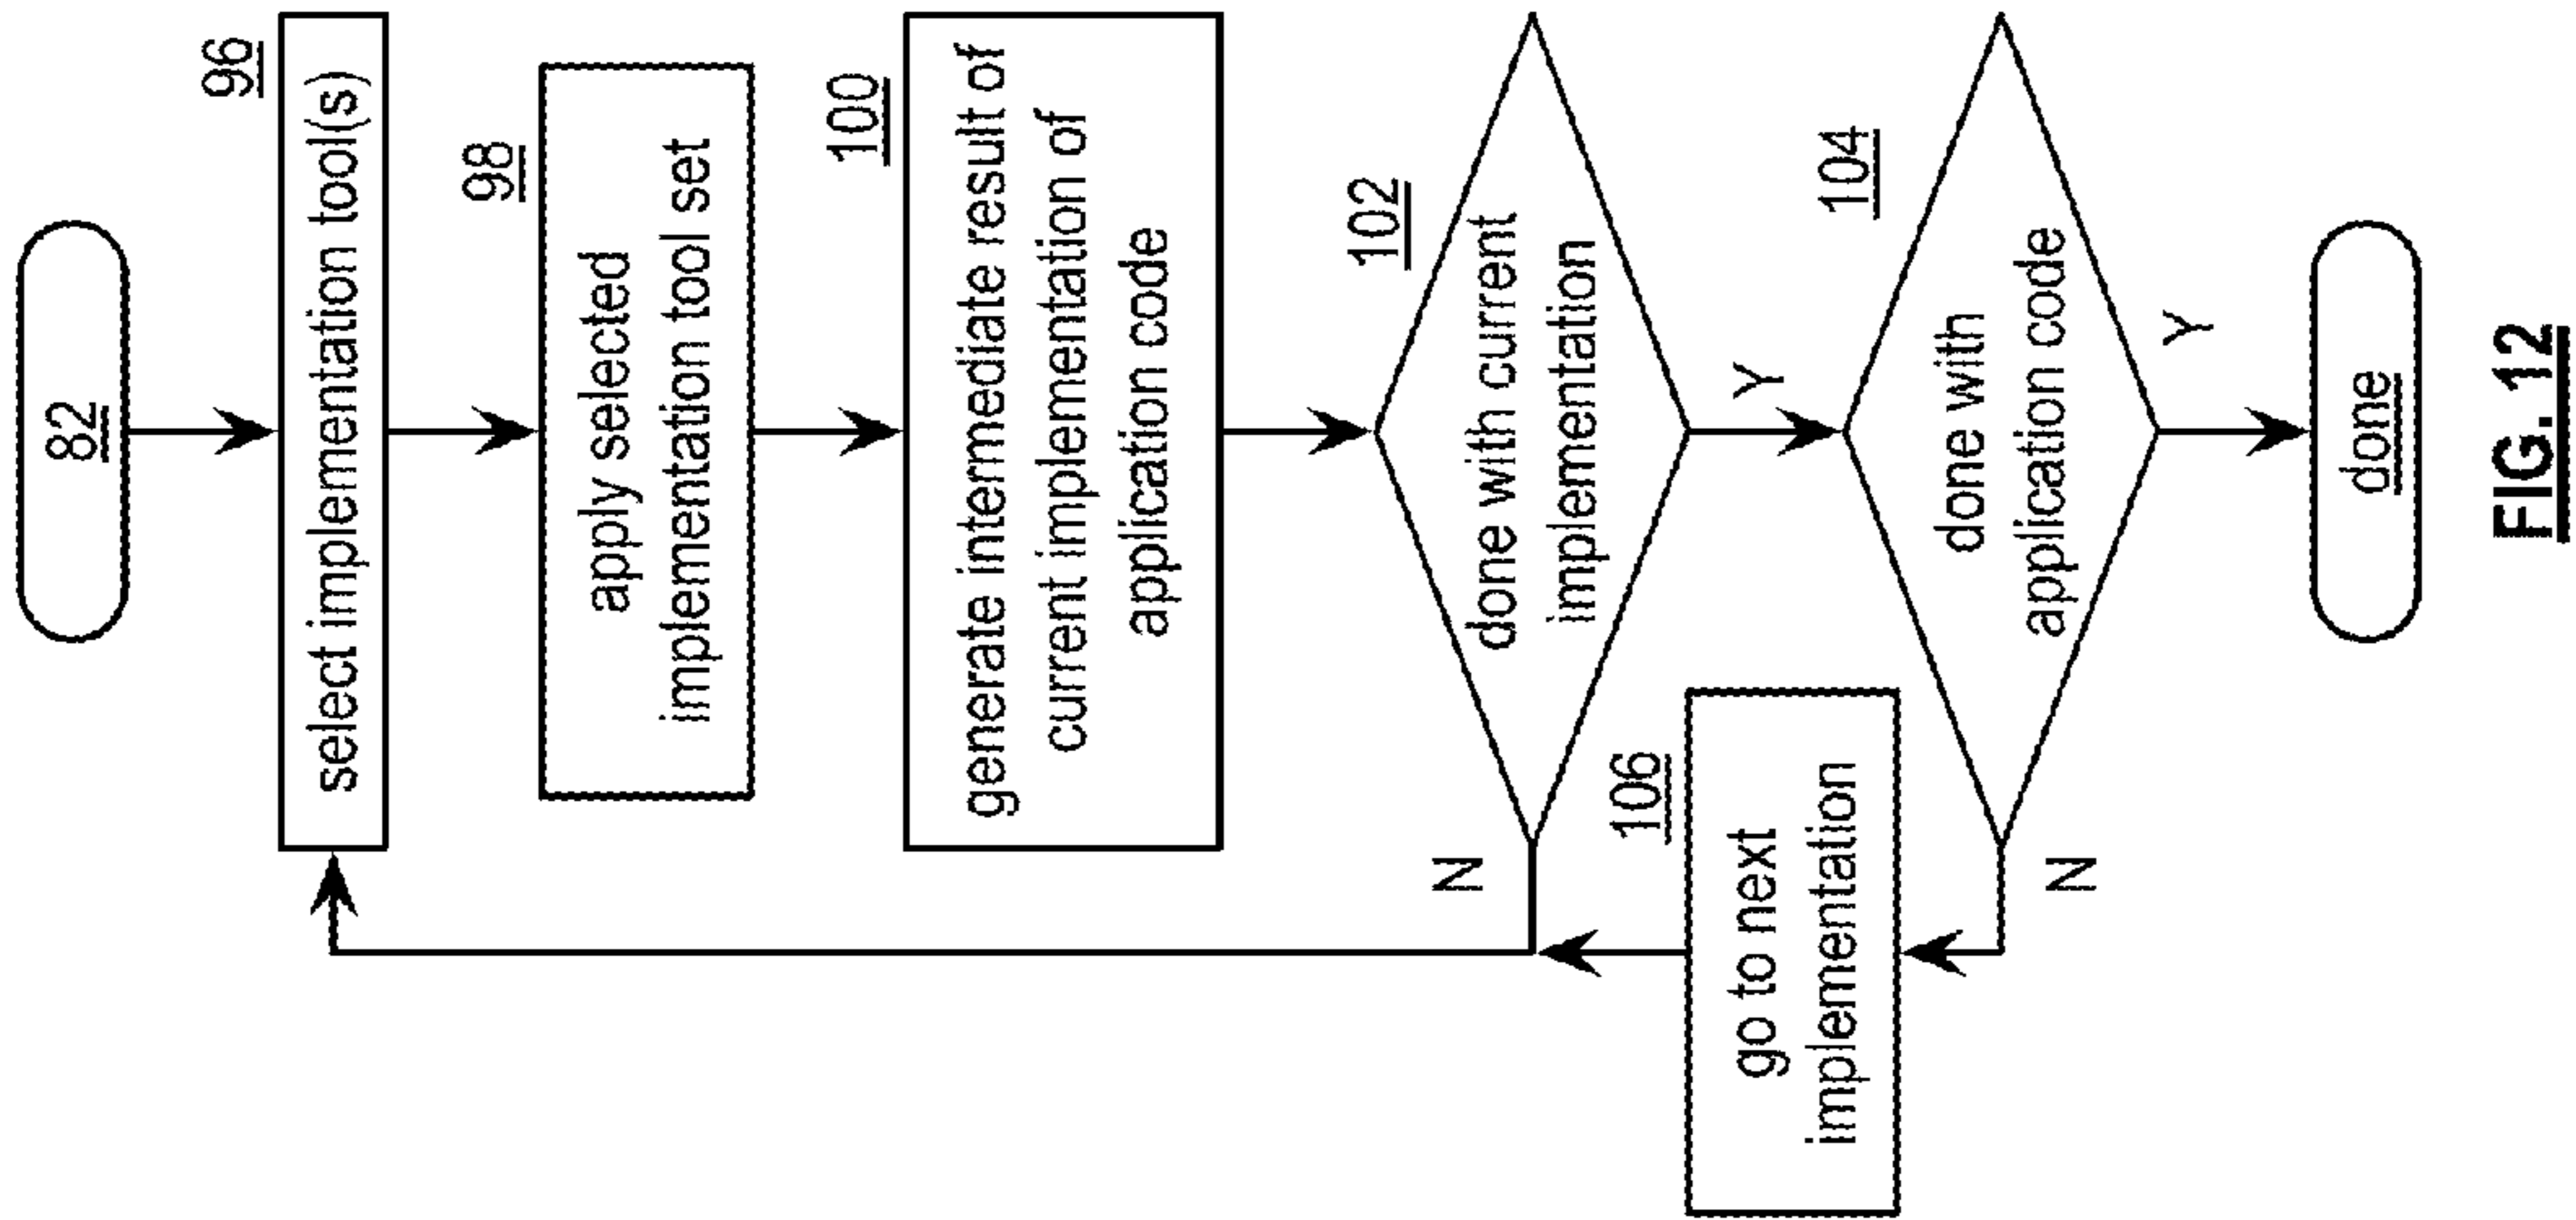 82
96
select implementation tool(s)
98
apply selected
implementation tool set
100
generate intermediate result of
current implementation of
application code
102
done with current
implementation
N
Y
106
go to next
implementation
104
done with
application code
N
Y
done
FIG. 12